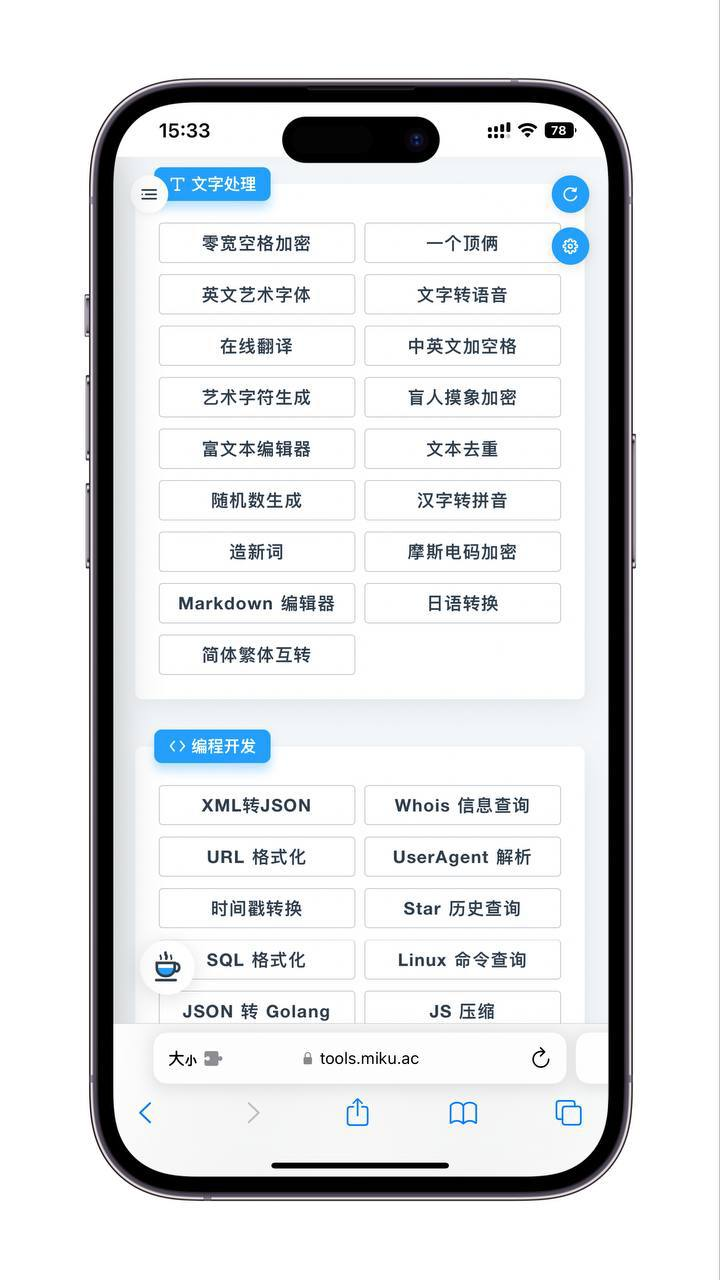 15:33
78
文字处理
零宽空格加密 一个顶俩
英文艺术字体 文字转语音
在线翻译 中英文加空格
艺术字符生成 盲人摸象加密
富文本编辑器 文本去重
随机数生成 汉字转拼音
造新词 摩斯电码加密
Markdown 编辑器 日语转换
简体繁体互转
编程开发
XML转JSON Whois 信息查询
URL 格式化 UserAgent 解析
时间戳转换 Star 历史查询
SQL 格式化 Linux 命令查询
JSON 转 Golang JS 压缩
大小 tools.miku.ac